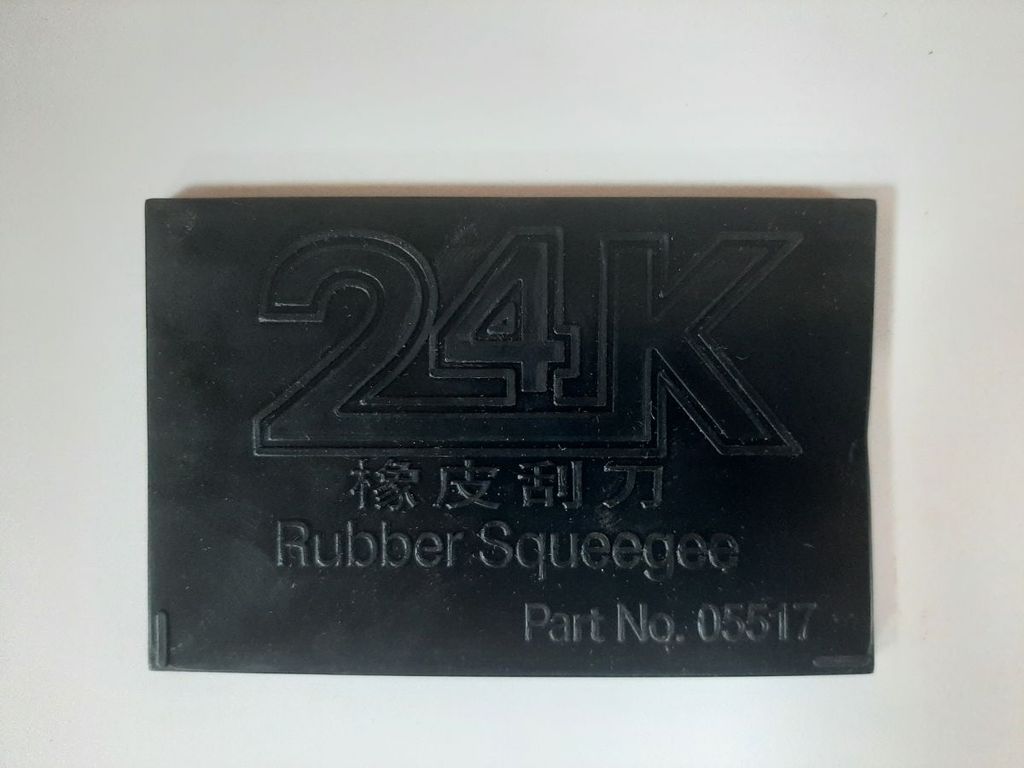 24K
橡皮刮刀
Rubber Squeegee
Part No. 05517